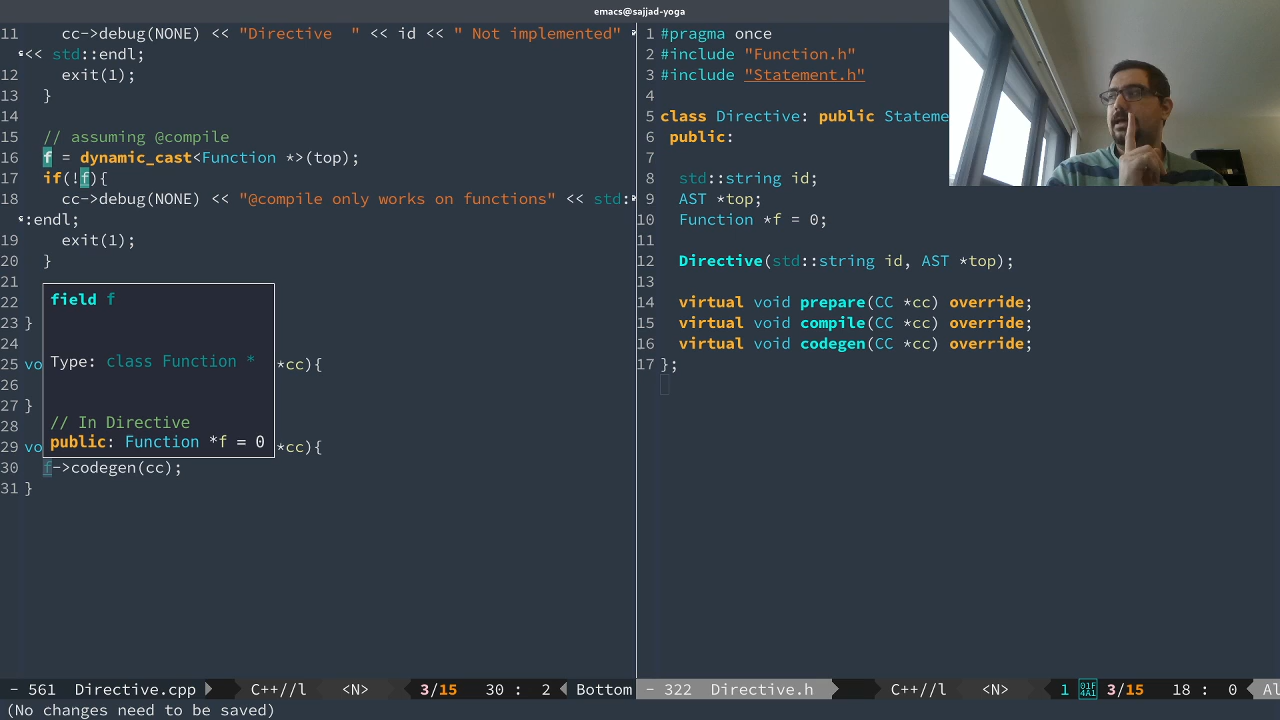 emacs@sajjad-yoga
11 cc->debug(NONE) << "Directive  " << id << " Not implemented"
<< std::endl;
12 exit(1);
13 }
14
15 // assuming @compile
16 f = dynamic_cast<Function *>(top);
17 if(!f){
18 cc->debug(NONE) << "@compile only works on functions" << std:
:endl;
19 exit(1);
20 }
21
22
23 }
24
25 vo *cc){
26
27 }
28
29 vo *cc){
30 f->codegen(cc);
31 }
field f
Type: class Function *
// In Directive
public: Function *f = 0
1 #pragma once
2 #include "Function.h"
3 #include "Statement.h"
4
5 class Directive: public Stateme
6 public:
7
8 std::string id;
9 AST *top;
10 Function *f = 0;
11
12 Directive(std::string id, AST *top);
13
14 virtual void prepare(CC *cc) override;
15 virtual void compile(CC *cc) override;
16 virtual void codegen(CC *cc) override;
17 };
- 561 Directive.cpp C++//l <N> 3/15 30 : 2 Bottom
- 322 Directive.h C++//l <N> 1 01F4A1 3/15 18 : 0 Al
(No changes need to be saved)